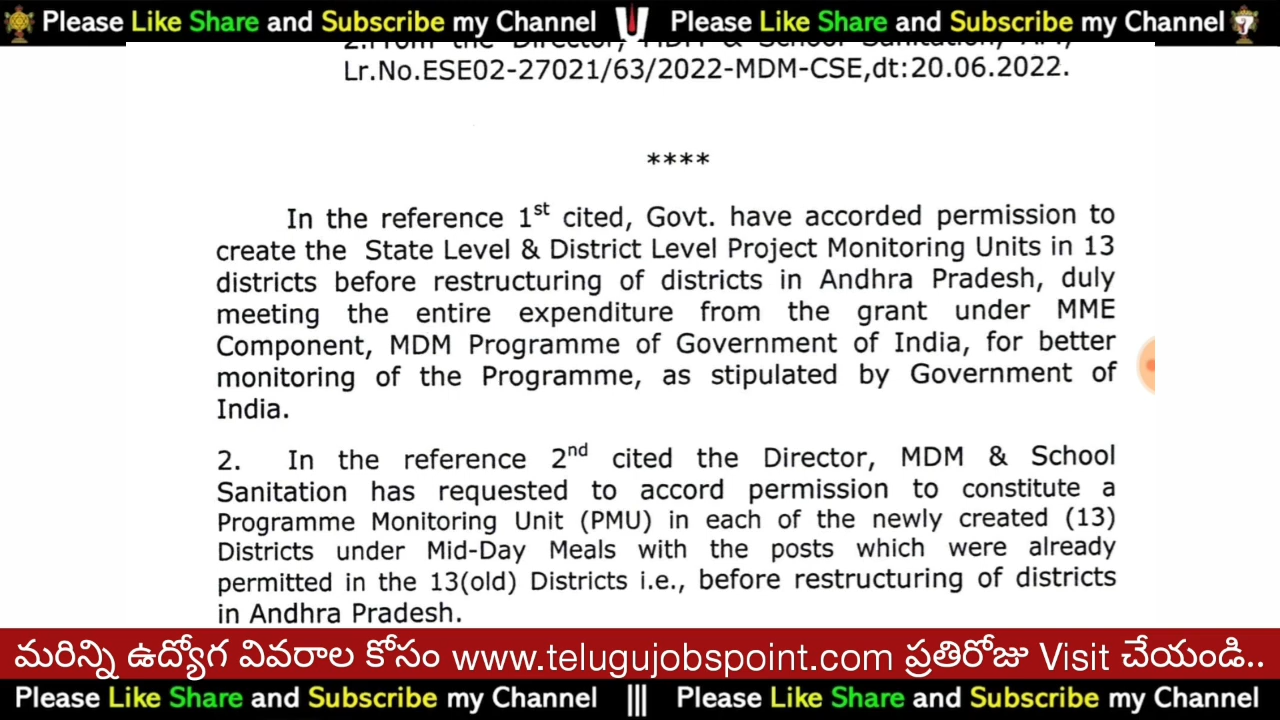 Please Like Share and Subscribe my Channel Please Like Share and Subscribe my Channel
2.From the Director, MDM & School Sanitation, AP.,
Lr.No.ESE02-27021/63/2022-MDM-CSE,dt:20.06.2022.
****
In the reference 1st cited, Govt. have accorded permission to
create the State Level & District Level Project Monitoring Units in 13
districts before restructuring of districts in Andhra Pradesh, duly
meeting the entire expenditure from the grant under MME
Component, MDM Programme of Government of India, for better
monitoring of the Programme, as stipulated by Government of
India.
2. In the reference 2nd cited the Director, MDM & School
Sanitation has requested to accord permission to constitute a
Programme Monitoring Unit (PMU) in each of the newly created (13)
Districts under Mid-Day Meals with the posts which were already
permitted in the 13(old) Districts i.e., before restructuring of districts
in Andhra Pradesh.
మరిన్ని ఉద్యోగ వివరాల కోసం www.telugujobspoint.com ప్రతిరోజు Visit చేయండి..
Please Like Share and Subscribe my Channel ||| Please Like Share and Subscribe my Channel